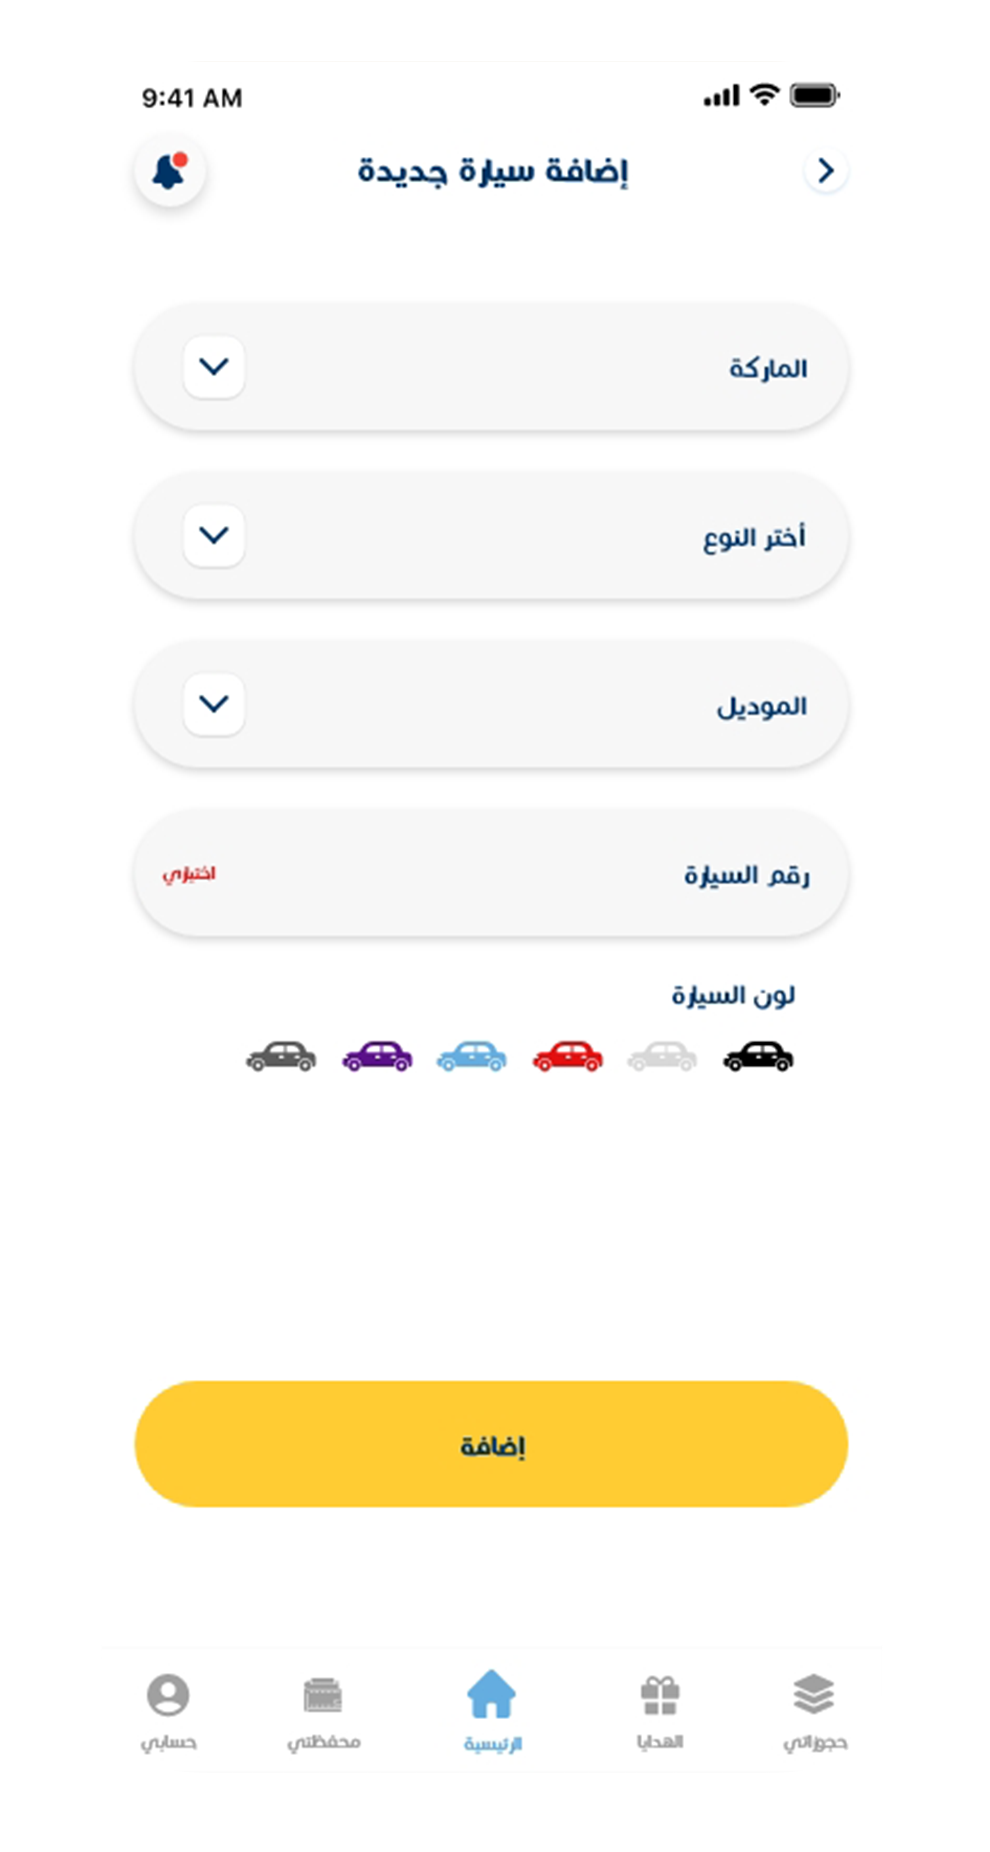 9:41 AM
إضافة سيارة جديدة
الماركة
أختر النوع
الموديل
رقم السيارة
اختياري
لون السيارة
إضافة
حجوزاتي
الهدايا
الرئيسية
محفظتي
حسابي